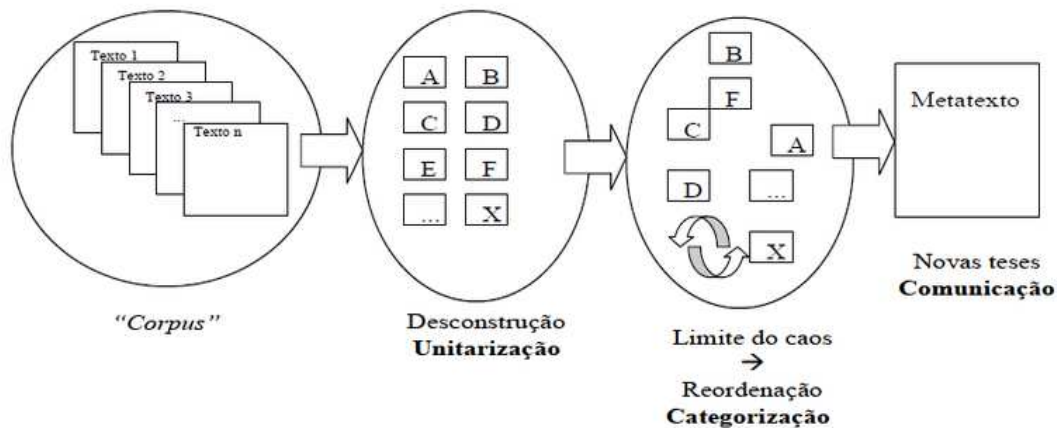 Texto 1
Texto 2
Texto 3
...
Texto n
“Corpus”
A B
C D
E F
... X
Desconstrução
Unitarização
B
F
C
A
D
...
X
Limite do caos
→
Reordenação
Categorização
Metatexto
Novas teses
Comunicação